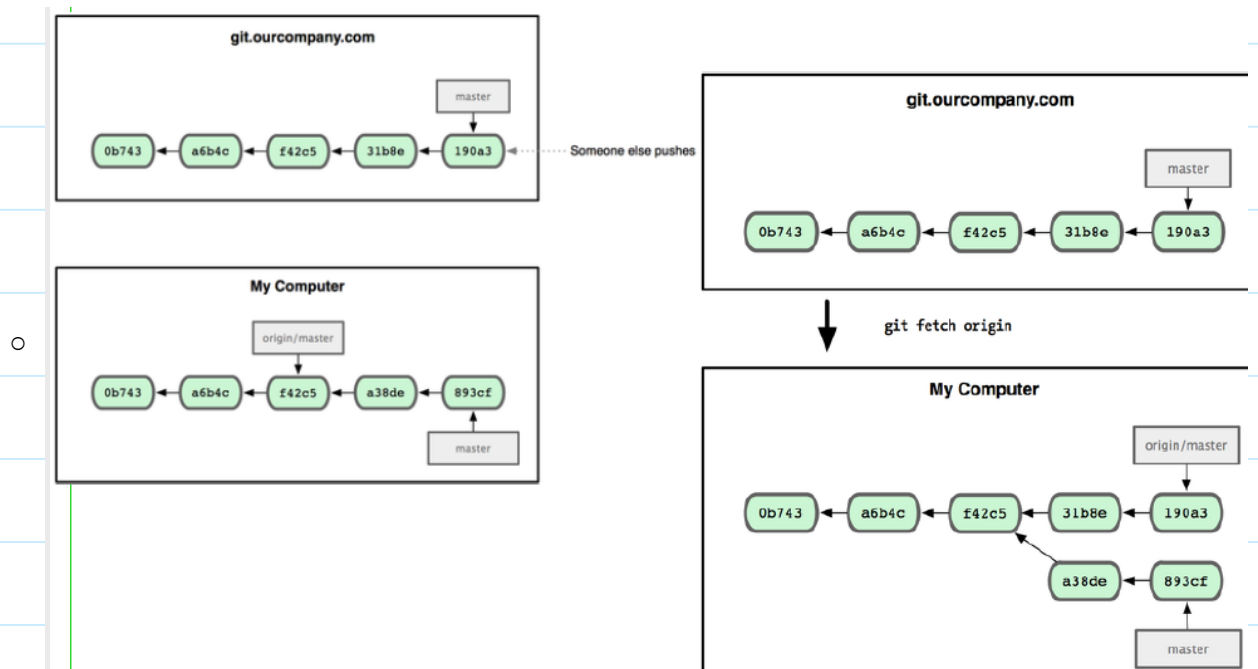 git.ourcompany.com
master
0b743 a6b4c f42c5 31b8e 190a3 Someone else pushes
My Computer
origin/master
0b743 a6b4c f42c5 a38de 893cf
master
git.ourcompany.com
master
0b743 a6b4c f42c5 31b8e 190a3
git fetch origin
My Computer
origin/master
0b743 a6b4c f42c5 31b8e 190a3
a38de 893cf
master